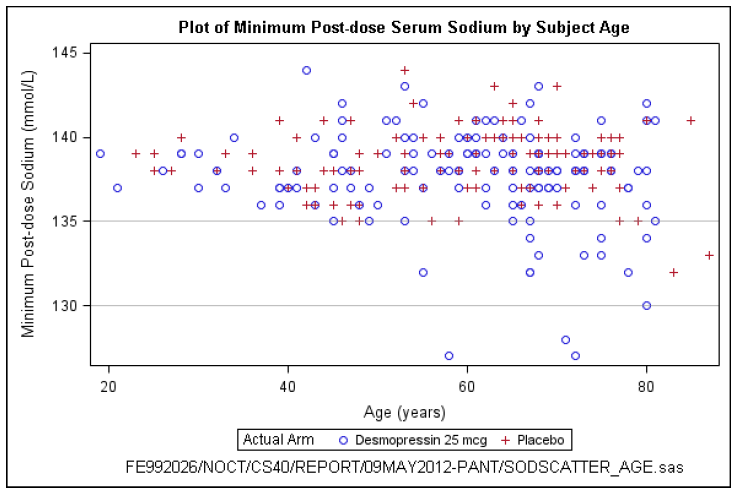 Plot of Minimum Post-dose Serum Sodium by Subject Age
145
140
135
130
Minimum Post-dose Sodium (mmol/L)
20 40 60 80
Age (years)
Actual Arm Desmopressin 25 mcg Placebo
FE992026/NOCT/CS40/REPORT/09MAY2012-PANT/SODSCATTER_AGE.sas